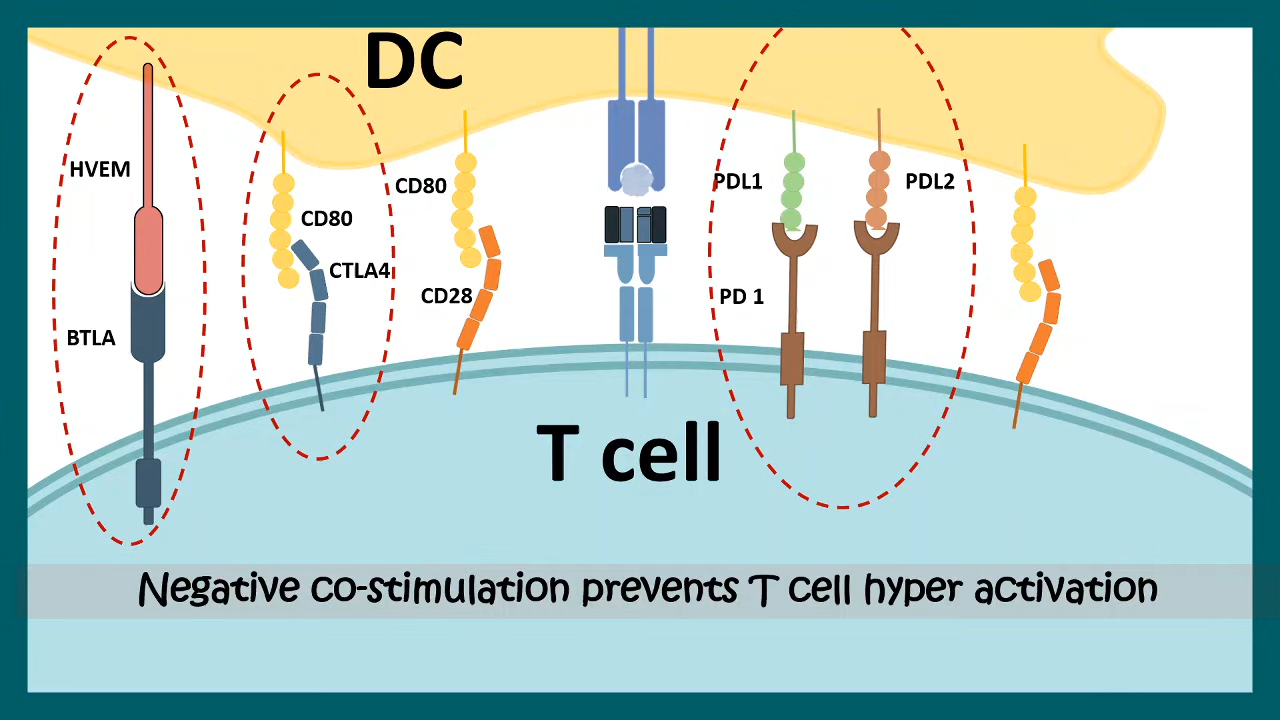 DC
HVEM
CD80
CD80
CTLA4
CD28
BTLA
PDL1
PDL2
PD 1
T cell
Negative co-stimulation prevents T cell hyper activation